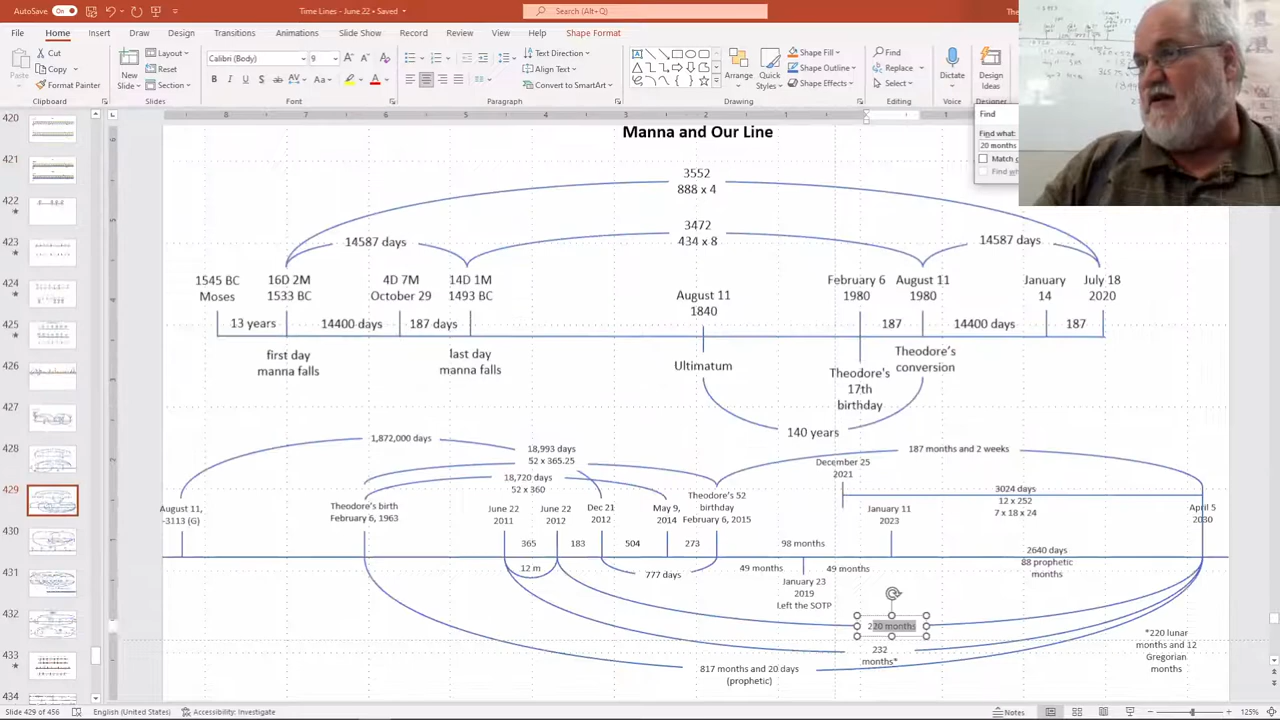 AutoSave On Time Lines - June 22 • Saved Search (Alt+Q)
File Home Insert Draw Design Transitions Animations Slide Show Record Review View Help Shape Format
Cut
Copy
Format Painter
Clipboard
New
Slide
Layout
Reset
Section
Slides
Calibri (Body) 9
Font
Text Direction
Align Text
Convert to SmartArt
Paragraph
Arrange
Quick
Styles
Shape Fill
Shape Outline
Shape Effects
Drawing
Find
Replace
Select
Editing
Dictate
Voice
Design
Ideas
Designer
Find
Find what:
20 months
Match
Manna and Our Line
3552
888 x 4
3472
434 x 8
14587 days
14587 days
1545 BC
Moses
16D 2M
1533 BC
4D 7M
October 29
14D 1M
1493 BC
August 11
1840
February 6
1980
August 11
1980
January
14
July 18
2020
13 years
14400 days
187 days
187
14400 days
187
first day
manna falls
last day
manna falls
Ultimatum
Theodore's
17th
birthday
Theodore's
conversion
140 years
1,872,000 days
18,993 days
52 x 365.25
18,720 days
52 x 360
187 months and 2 weeks
December 25
2021
3024 days
12 x 252
7 x 18 x 24
August 11,
-3113 (G)
Theodore's birth
February 6, 1963
June 22
2011
June 22
2012
Dec 21
2012
May 9,
2014
Theodore's 52
birthday
February 6, 2015
January 11
2023
April 5
2030
365
183
504
273
98 months
2640 days
88 prophetic
months
12 m
777 days
49 months
49 months
January 23
2019
Left the SOTP
220 months
232
months*
817 months and 20 days
(prophetic)
*220 lunar
months and 12
Gregorian
months
425
427
429
432
434
Slide 429 of 456 English (United States) Accessibility: Investigate Notes 125%